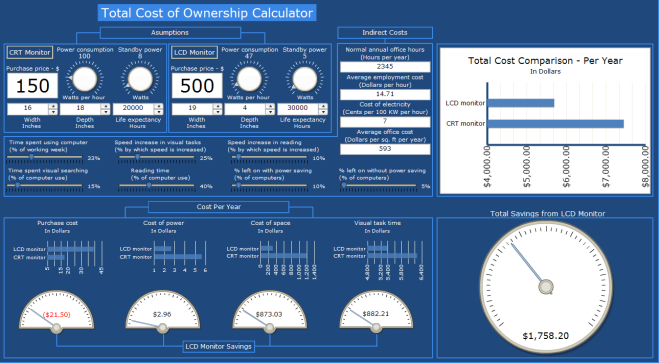 Total Cost of Ownership Calculator
Asumptions
Indirect Costs
CRT Monitor
Power consumption
100
Standby power
8
Purchase price - $
150
Watts per hour
Watts
16
18
20000
Width
Inches
Depth
Inches
Life expectancy
Hours
LCD Monitor
Power consumption
47
Standby power
5
Purchase price - $
500
Watts per hour
Watts
19
4
30000
Width
Inches
Depth
Inches
Life expectancy
Hours
Normal annual office hours
(Hours per year)
2345
Average employment cost
(Dollars per hour)
14.71
Cost of electricity
(Cents per 100 KW per hour)
7
Average office cost
(Dollars per sq. ft per year)
593
Time spent using computer
(% of working week)
33%
Speed increase in visual tasks
(% by which speed is increased)
25%
Speed increase in reading
(% by which speed is increased)
10%
Time spent visual searching
(% of computer use)
15%
Reading time
(% of computer use)
40%
% left on with power saving
(% of computers)
10%
% left on without power saving
(% of computers)
5%
Total Cost Comparison - Per Year
In Dollars
LCD monitor
CRT monitor
$4,000.00
$5,000.00
$6,000.00
$7,000.00
$8,000.00
Cost Per Year
Purchase cost
In Dollars
LCD monitor
CRT monitor
5
15
30
45
Cost of power
In Dollars
LCD monitor
CRT monitor
1 2 3 4 5 6
Cost of space
In Dollars
LCD monitor
CRT monitor
0
200
400
1,000
1,200
1,400
Visual task time
In Dollars
LCD monitor
CRT monitor
4,800
5,200
5,600
6,400
($21.50)
$2.96
$873.03
$882.21
LCD Monitor Savings
Total Savings from LCD Monitor
$1,758.20